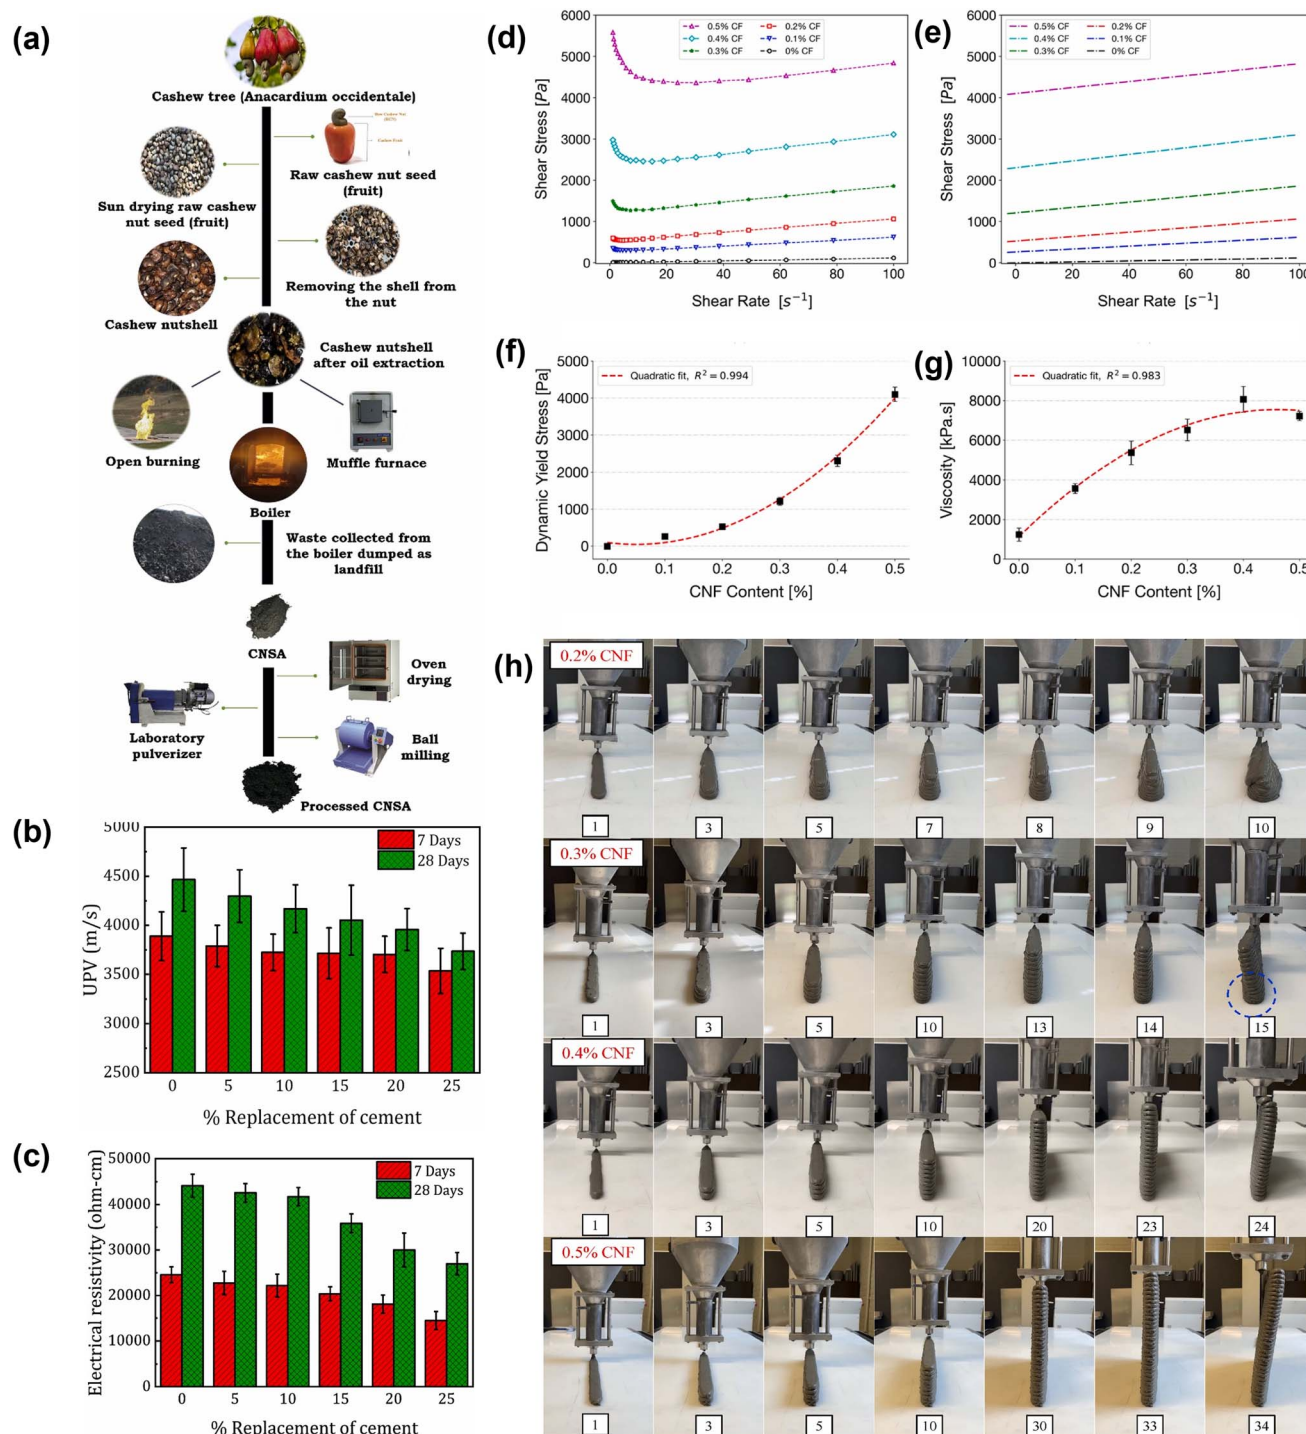 (a)
Cashew tree (Anacardium occidentale)
Raw cashew nut seed
(fruit)
Sun drying raw cashew
nut seed (fruit)
Removing the shell from
the nut
Cashew nutshell
Cashew nutshell
after oil extraction
Open burning
Muffle furnace
Boiler
Waste collected from
the boiler dumped as
landfill
CNSA
Oven
drying
Laboratory
pulverizer
Ball
milling
Processed CNSA
(b)
UPV (m/s)
5000
4500
4000
3500
3000
2500
7 Days
28 Days
0 5 10 15 20 25
% Replacement of cement
(c)
Electrical resistivity (ohm-cm)
50000
40000
30000
20000
10000
0
7 Days
28 Days
0 5 10 15 20 25
% Replacement of cement
(d)
Shear Stress [Pa]
6000
5000
4000
3000
2000
1000
0
0.5% CF 0.2% CF
0.4% CF 0.1% CF
0.3% CF 0% CF
0 20 40 60 80 100
Shear Rate [s⁻¹]
(e)
Shear Stress [Pa]
6000
5000
4000
3000
2000
1000
0
0.5% CF 0.2% CF
0.4% CF 0.1% CF
0.3% CF 0% CF
0 20 40 60 80 100
Shear Rate [s⁻¹]
(f)
Dynamic Yield Stress [Pa]
5000
4000
3000
2000
1000
0
Quadratic fit, R² = 0.994
0.0 0.1 0.2 0.3 0.4 0.5
CNF Content [%]
(g)
Viscosity [kPa.s]
10000
8000
6000
4000
2000
0
Quadratic fit, R² = 0.983
0.0 0.1 0.2 0.3 0.4 0.5
CNF Content [%]
(h)
0.2% CNF
1 3 5 7 8 9 10
0.3% CNF
1 3 5 10 13 14 15
0.4% CNF
1 3 5 10 20 23 24
0.5% CNF
1 3 5 10 30 33 34